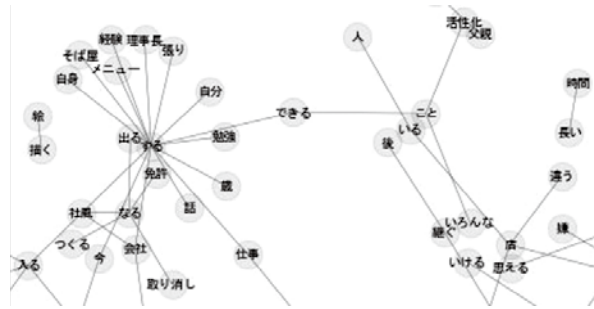 活性化
父親
人
経験
理事長
張り
そば屋
メニュー
自身
自分
時間
絵
できる
こと
いる
長い
出る
勉強
後
描く
免許
歳
違う
社風
なる
話
いろんな
継ぐ
嫌
つくる
今
会社
仕事
店
入る
いける
思える
取り消し